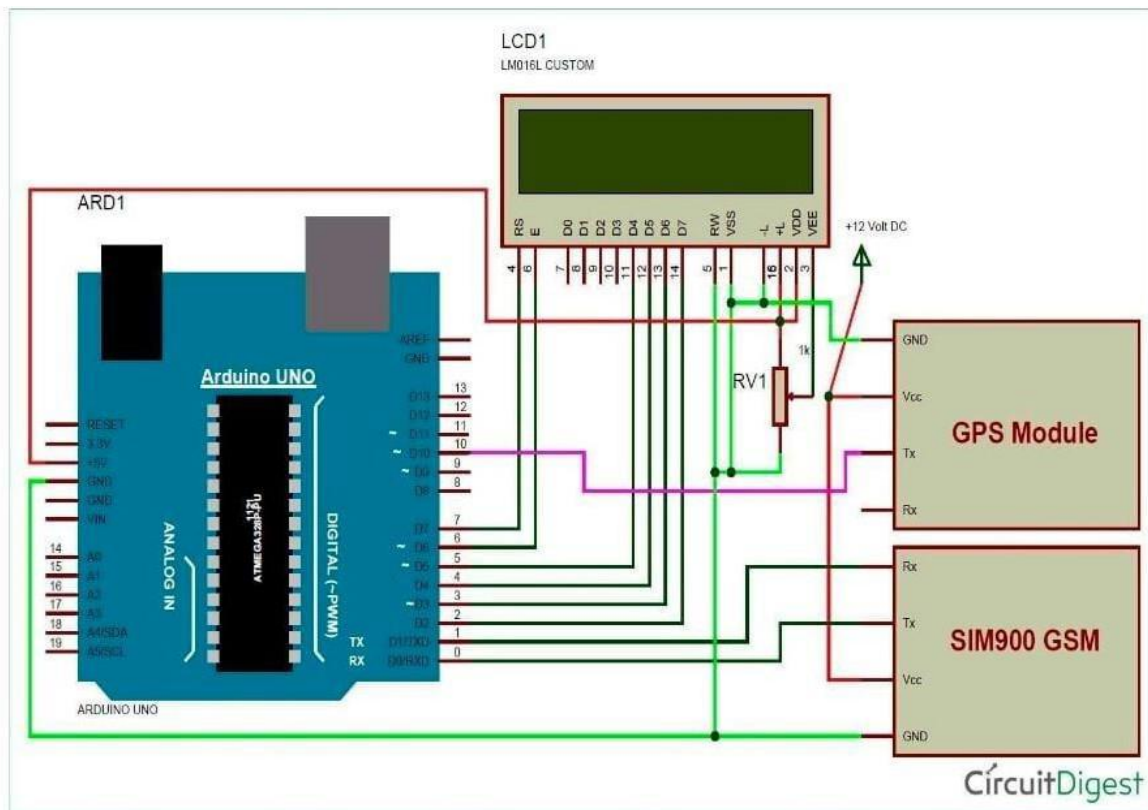 LCD1
LM016L CUSTOM
RS
E
D0
D1
D2
D3
D4
D5
D6
D7
RW
VSS
-L
+L
VDD
VEE
4
6
7
8
9
10
11
12
13
14
5
1
16
2
3
+12 Volt DC
ARD1
Arduino UNO
ATMEGA328P-PU
1121
ANALOG IN
DIGITAL (~PWM)
RESET
3.3V
+5V
GND
GND
VIN
14 A0
15 A1
16 A2
17 A3
18 A4/SDA
19 A5/SCL
AREF
GND
D13 13
D12 12
~ D11 11
~ D10 10
~ D9 9
D8 8
D7 7
~ D6 6
~ D5 5
D4 4
~ D3 3
D2 2
TX D1/TXD 1
RX D0/RXD 0
ARDUINO UNO
RV1
1k
GND
Vcc
Tx
Rx
GPS Module
Rx
Tx
Vcc
GND
SIM900 GSM
CircuitDigest